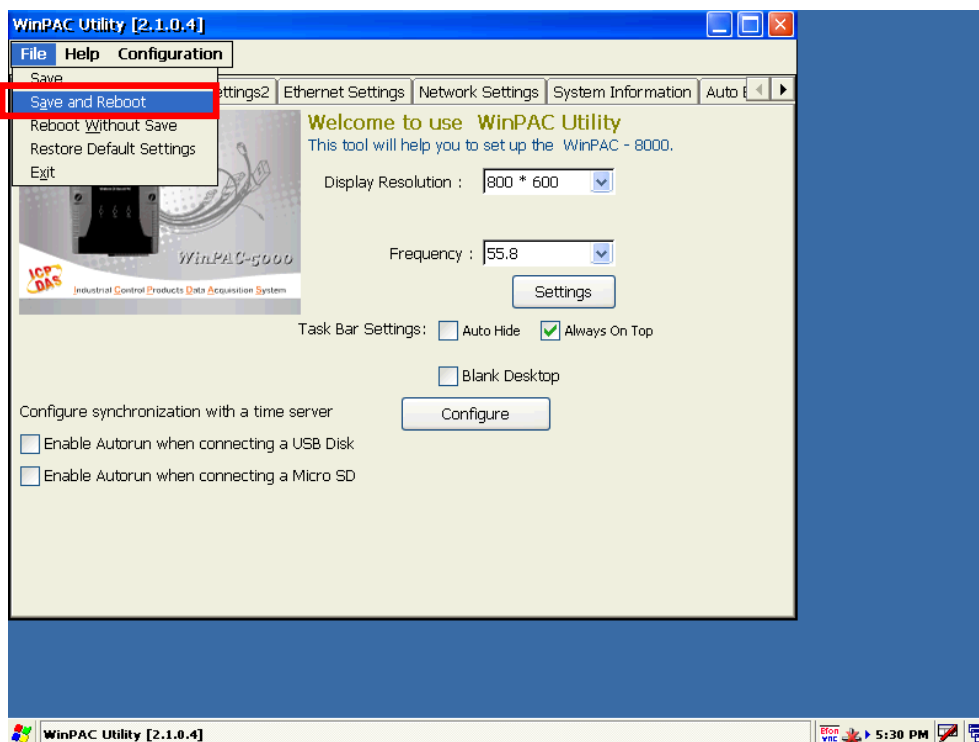 WinPAC Utility [2.1.0.4]
File Help Configuration
Save
Save and Reboot
Reboot Without Save
Restore Default Settings
Exit
ettings2 Ethernet Settings Network Settings System Information Auto E
Welcome to use WinPAC Utility
This tool will help you to set up the WinPAC - 8000.
Display Resolution : 800 * 600
Frequency : 55.8
Settings
WinPAC-5000
ICP DAS
Industrial Control Products Data Acquisition System
Task Bar Settings: Auto Hide Always On Top
Blank Desktop
Configure synchronization with a time server Configure
Enable Autorun when connecting a USB Disk
Enable Autorun when connecting a Micro SD
WinPAC Utility [2.1.0.4]
Efon VNC 5:30 PM